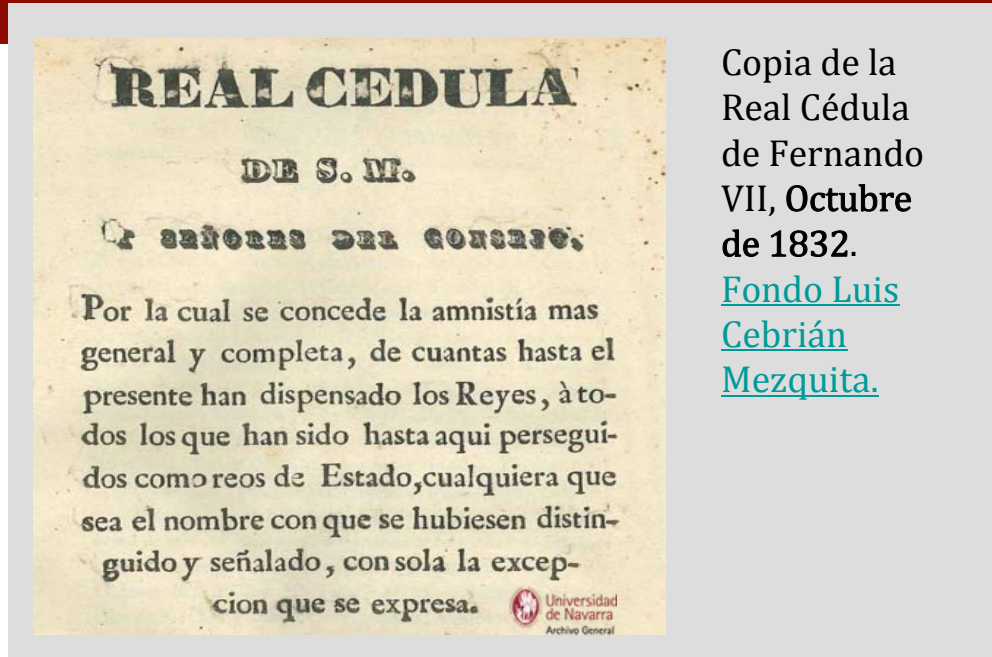 REAL CEDULA
DE S. M.
Y SEÑORES DEL CONSEJO.
Por la cual se concede la amnistía mas
general y completa, de cuantas hasta el
presente han dispensado los Reyes, à to-
dos los que han sido hasta aqui persegui-
dos como reos de Estado, cualquiera que
sea el nombre con que se hubiesen distin-
guido y señalado, con sola la excep-
cion que se expresa.
Universidad
de Navarra
Archivo General
Copia de la
Real Cédula
de Fernando
VII, Octubre
de 1832.
Fondo Luis
Cebrián
Mezquita.